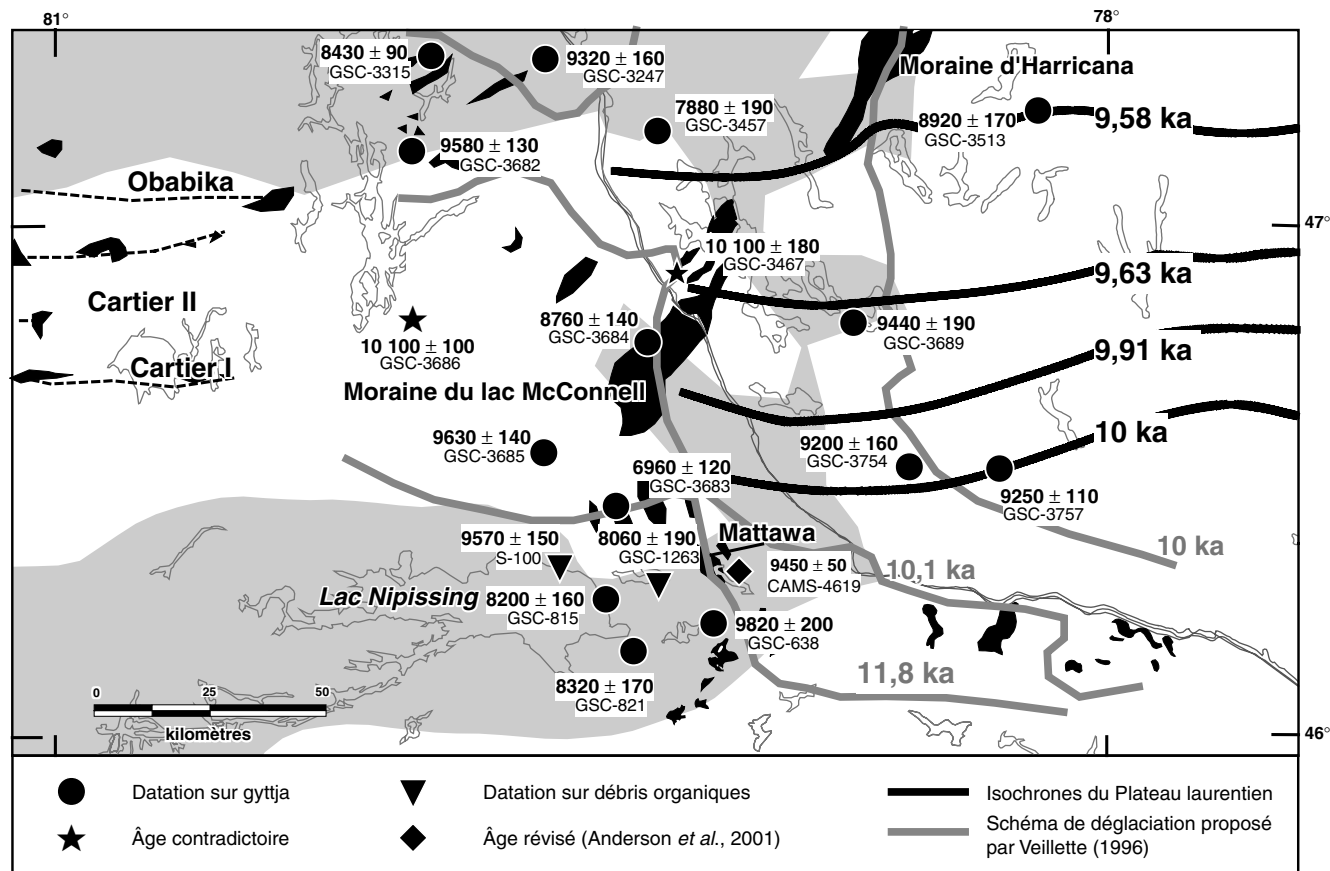 81°
78°
8430 ± 90
GSC-3315
9320 ± 160
GSC-3247
Moraine d'Harricana
7880 ± 190
GSC-3457
8920 ± 170
GSC-3513
9,58 ka
9580 ± 130
GSC-3682
Obabika
47°
10 100 ± 180
GSC-3467
9,63 ka
Cartier II
8760 ± 140
GSC-3684
9440 ± 190
GSC-3689
10 100 ± 100
GSC-3686
9,91 ka
Cartier I
Moraine du lac McConnell
10 ka
9630 ± 140
GSC-3685
9200 ± 160
GSC-3754
6960 ± 120
GSC-3683
9250 ± 110
GSC-3757
Mattawa
9570 ± 150
S-100
8060 ± 190
GSC-1263
10 ka
9450 ± 50
CAMS-4619
10,1 ka
Lac Nipissing
8200 ± 160
GSC-815
9820 ± 200
GSC-638
11,8 ka
8320 ± 170
GSC-821
0 25 50
kilomètres
46°
Datation sur gyttja
Datation sur débris organiques
Isochrones du Plateau laurentien
Âge contradictoire
Âge révisé (Anderson et al., 2001)
Schéma de déglaciation proposé
par Veillette (1996)